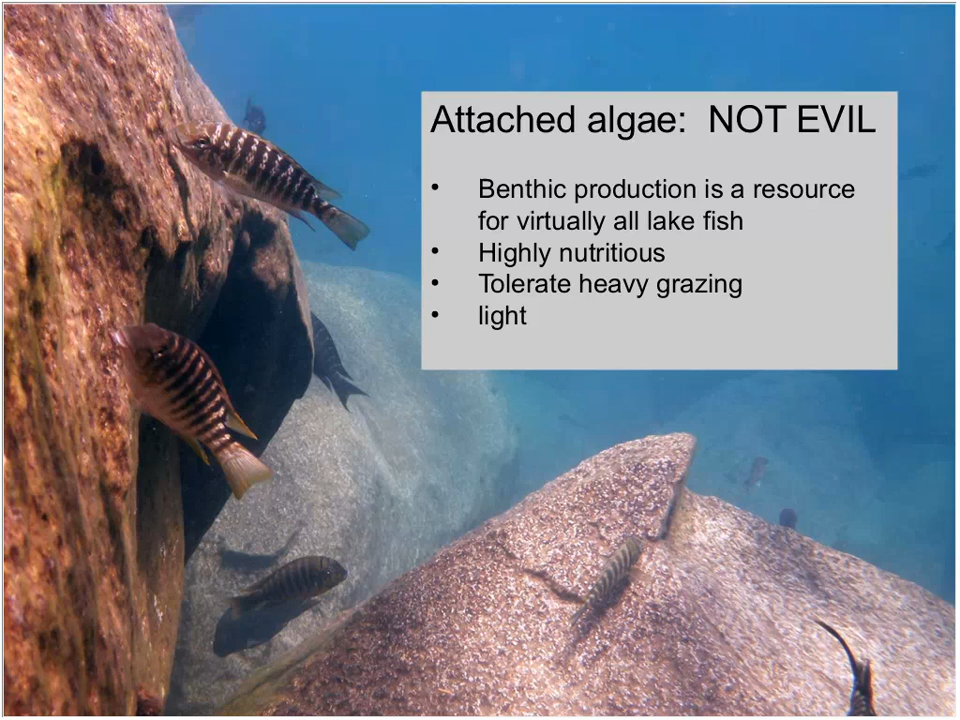 Attached algae:  NOT EVIL
• Benthic production is a resource
for virtually all lake fish
• Highly nutritious
• Tolerate heavy grazing
• light